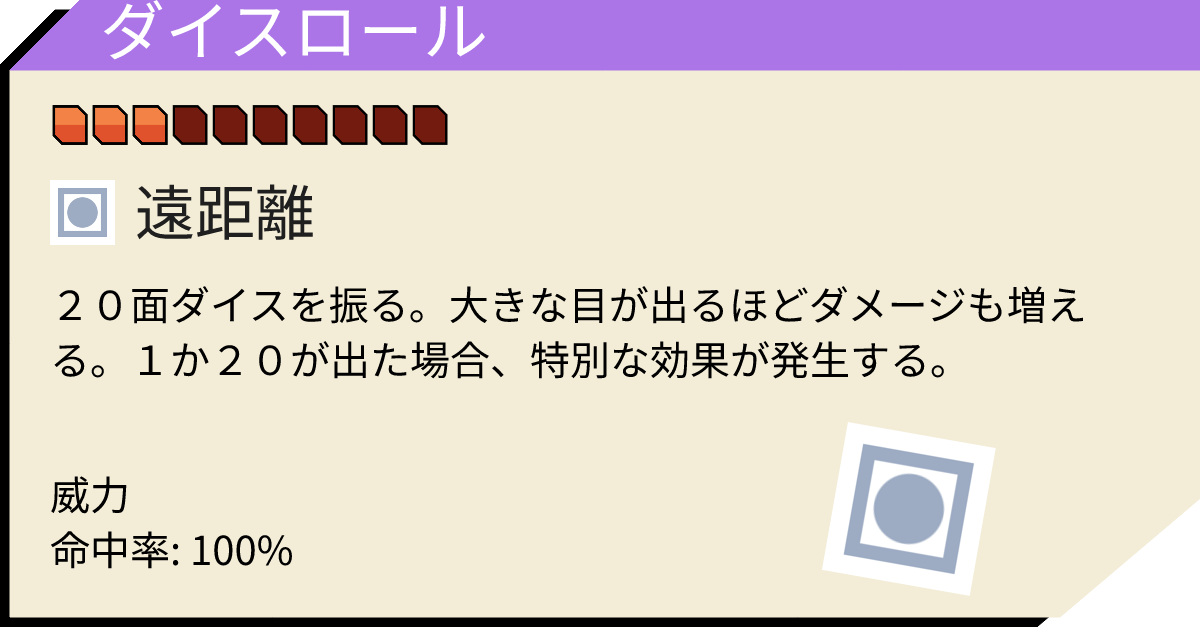 ダイスロール
遠距離
２０面ダイスを振る。大きな目が出るほどダメージも増え
る。１か２０が出た場合、特別な効果が発生する。
威力
命中率: 100%